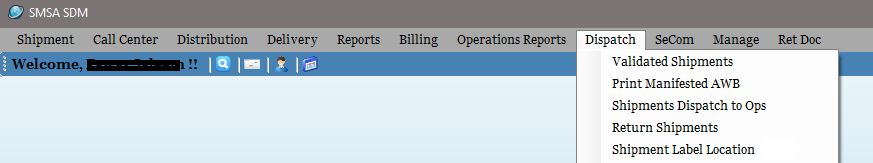 SMSA SDM
Shipment Call Center Distribution Delivery Reports Billing Operations Reports Dispatch SeCom Manage Ret Doc
Welcome, !!
Validated Shipments
Print Manifested AWB
Shipments Dispatch to Ops
Return Shipments
Shipment Label Location